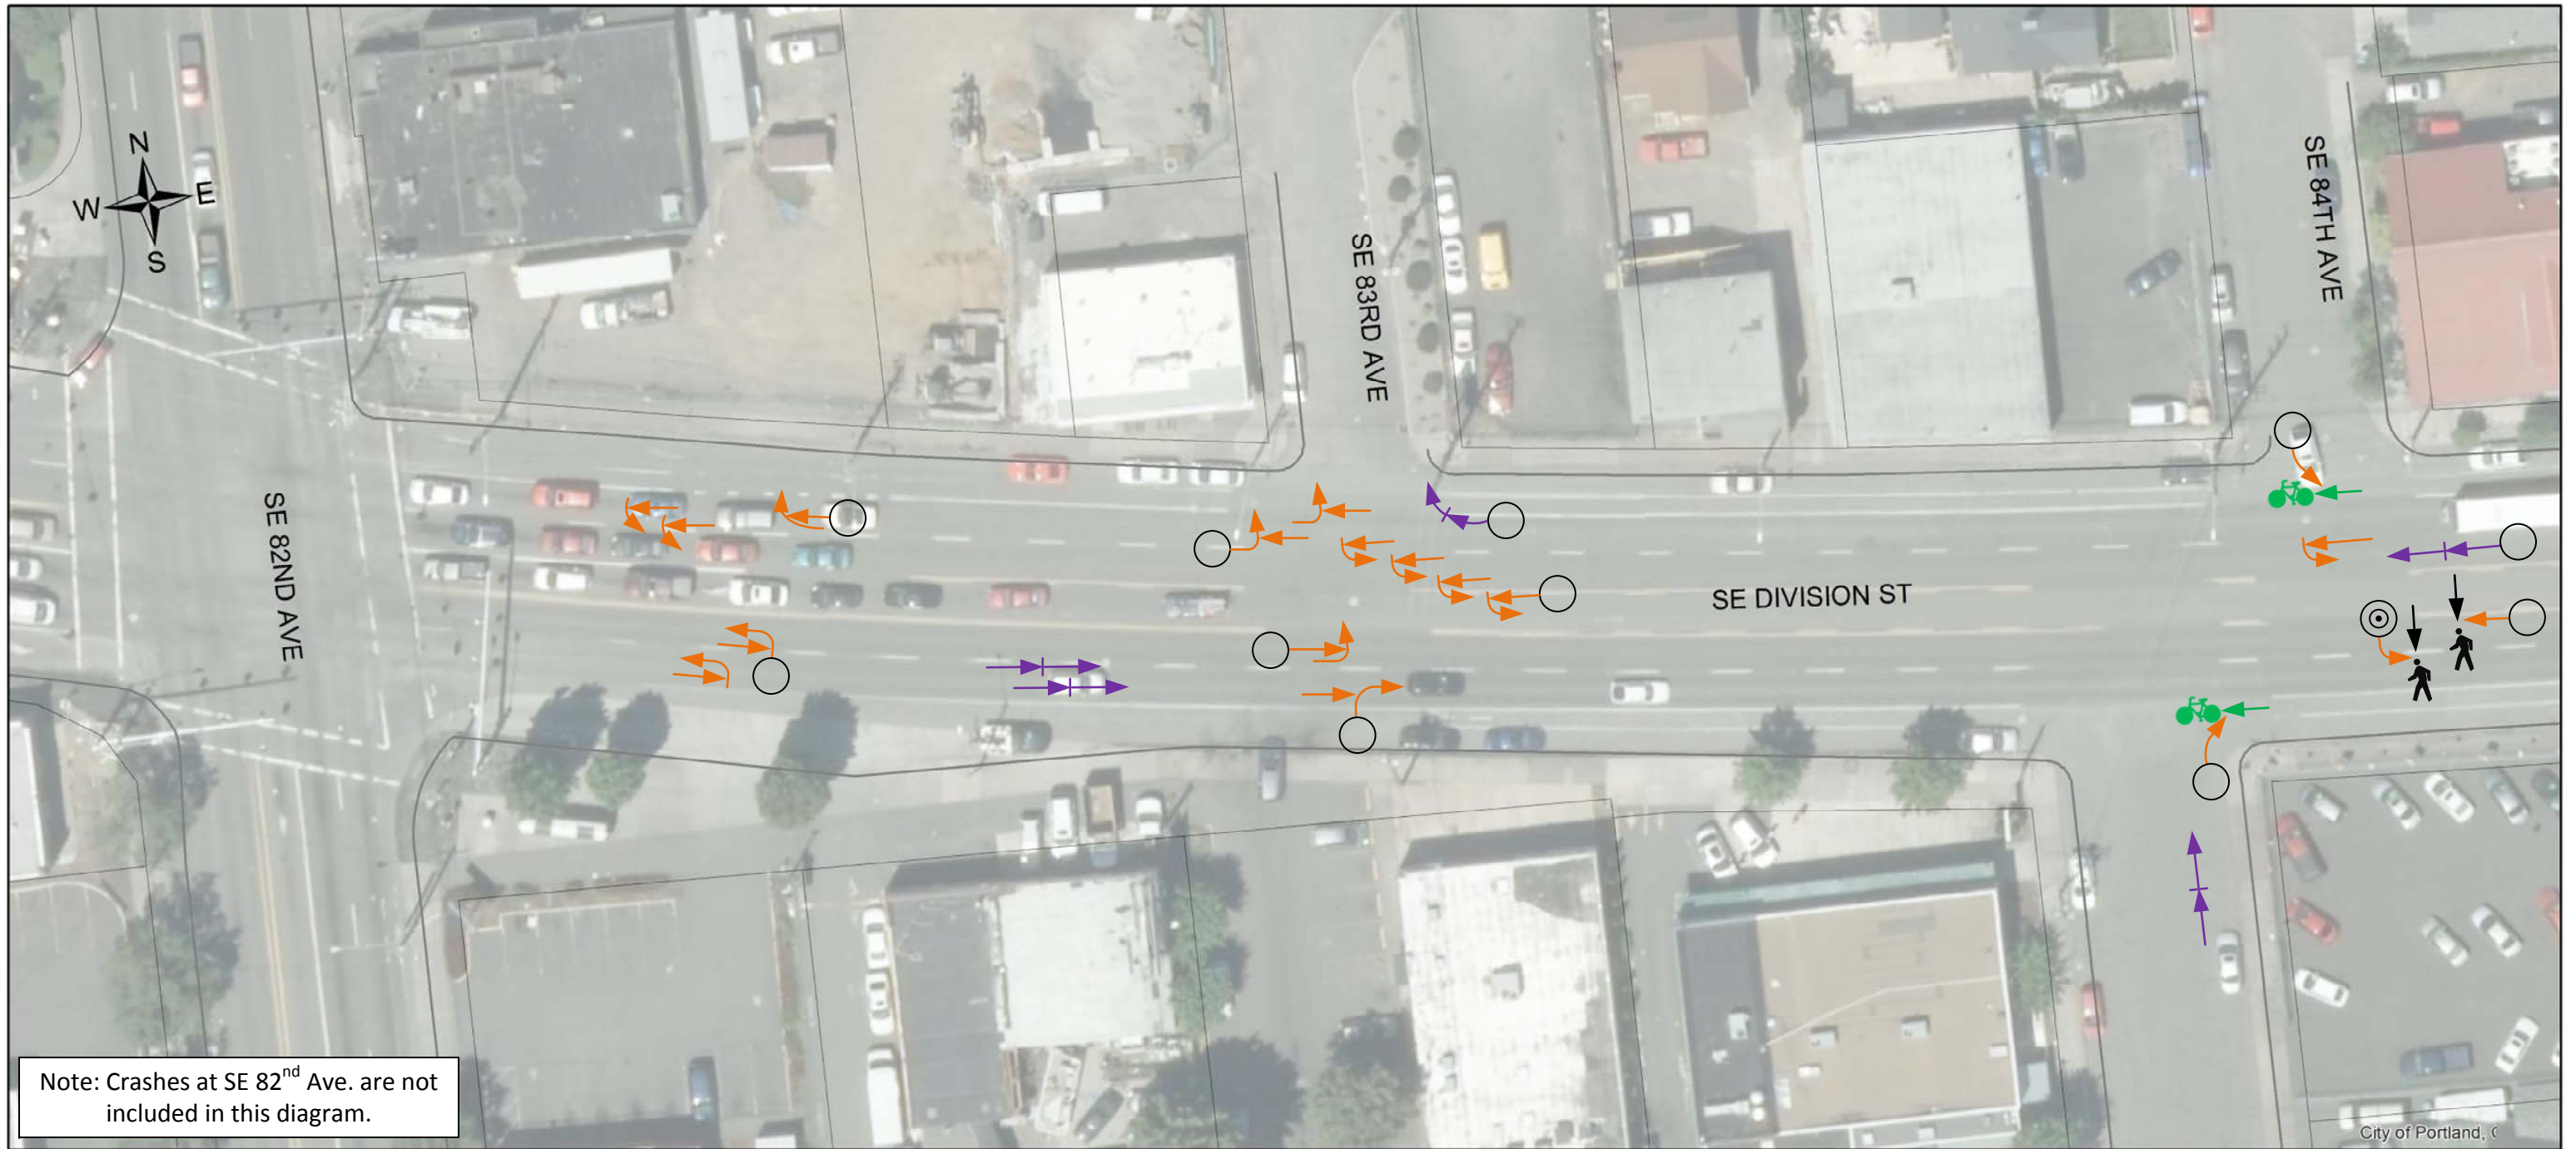 N
W E
S
SE 82ND AVE
SE 83RD AVE
SE 84TH AVE
SE DIVISION ST
Note: Crashes at SE 82nd Ave. are not
included in this diagram.
City of Portland,